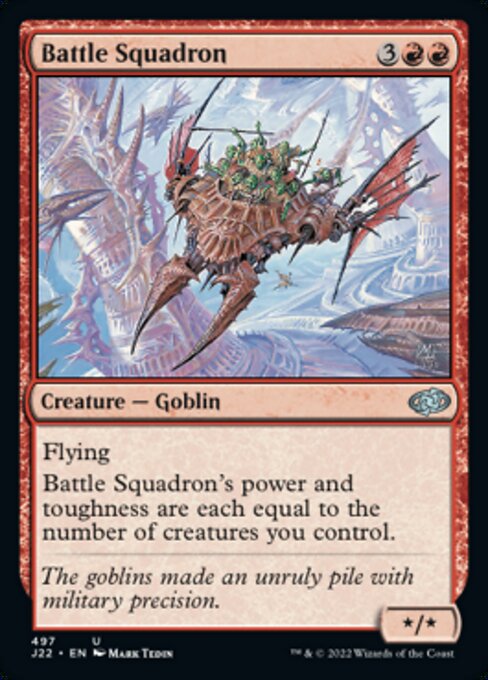 Battle Squadron 3
Creature — Goblin
Flying
Battle Squadron's power and
toughness are each equal to the
number of creatures you control.
The goblins made an unruly pile with
military precision.
*/*
497 U
J22 • EN Mark Tedin
™ & © 2022 Wizards of the Coast